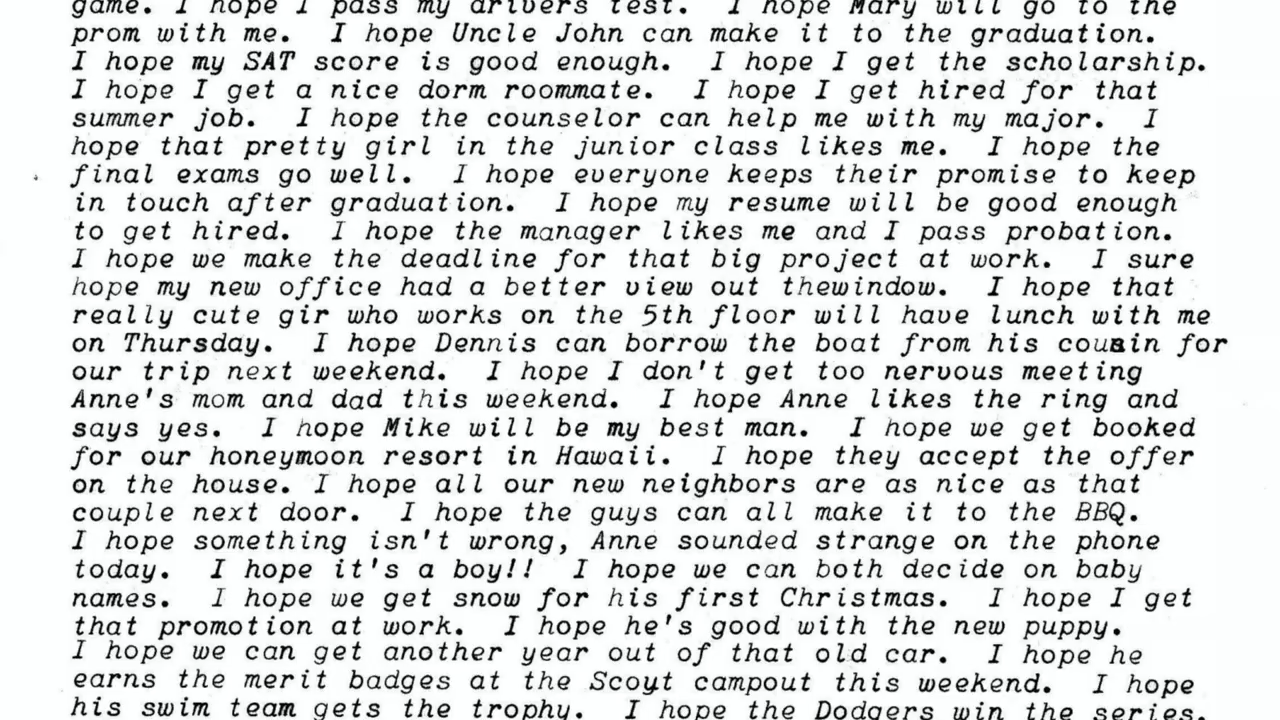 game. I hope I pass my drivers test.  I hope Mary will go to the
prom with me.  I hope Uncle John can make it to the graduation.
I hope my SAT score is good enough.  I hope I get the scholarship.
I hope I get a nice dorm roommate.  I hope I get hired for that
summer job.  I hope the counselor can help me with my major.  I
hope that pretty girl in the junior class likes me.  I hope the
final exams go well.  I hope everyone keeps their promise to keep
in touch after graduation.  I hope my resume will be good enough
to get hired.  I hope the manager likes me and I pass probation.
I hope we make the deadline for that big project at work.  I sure
hope my new office had a better view out thewindow.  I hope that
really cute gir who works on the 5th floor will have lunch with me
on Thursday.  I hope Dennis can borrow the boat from his cousin for
our trip next weekend.  I hope I don't get too nervous meeting
Anne's mom and dad this weekend.  I hope Anne likes the ring and
says yes.  I hope Mike will be my best man.  I hope we get booked
for our honeymoon resort in Hawaii.  I hope they accept the offer
on the house. I hope all our new neighbors are as nice as that
couple next door.  I hope the guys can all make it to the BBQ.
I hope something isn't wrong, Anne sounded strange on the phone
today.  I hope it's a boy!!  I hope we can both decide on baby
names.  I hope we get snow for his first Christmas.  I hope I get
that promotion at work.  I hope he's good with the new puppy.
I hope we can get another year out of that old car.  I hope he
earns the merit badges at the Scout campout this weekend.  I hope
his swim team gets the trophy.  I hope the Dodgers win the series.